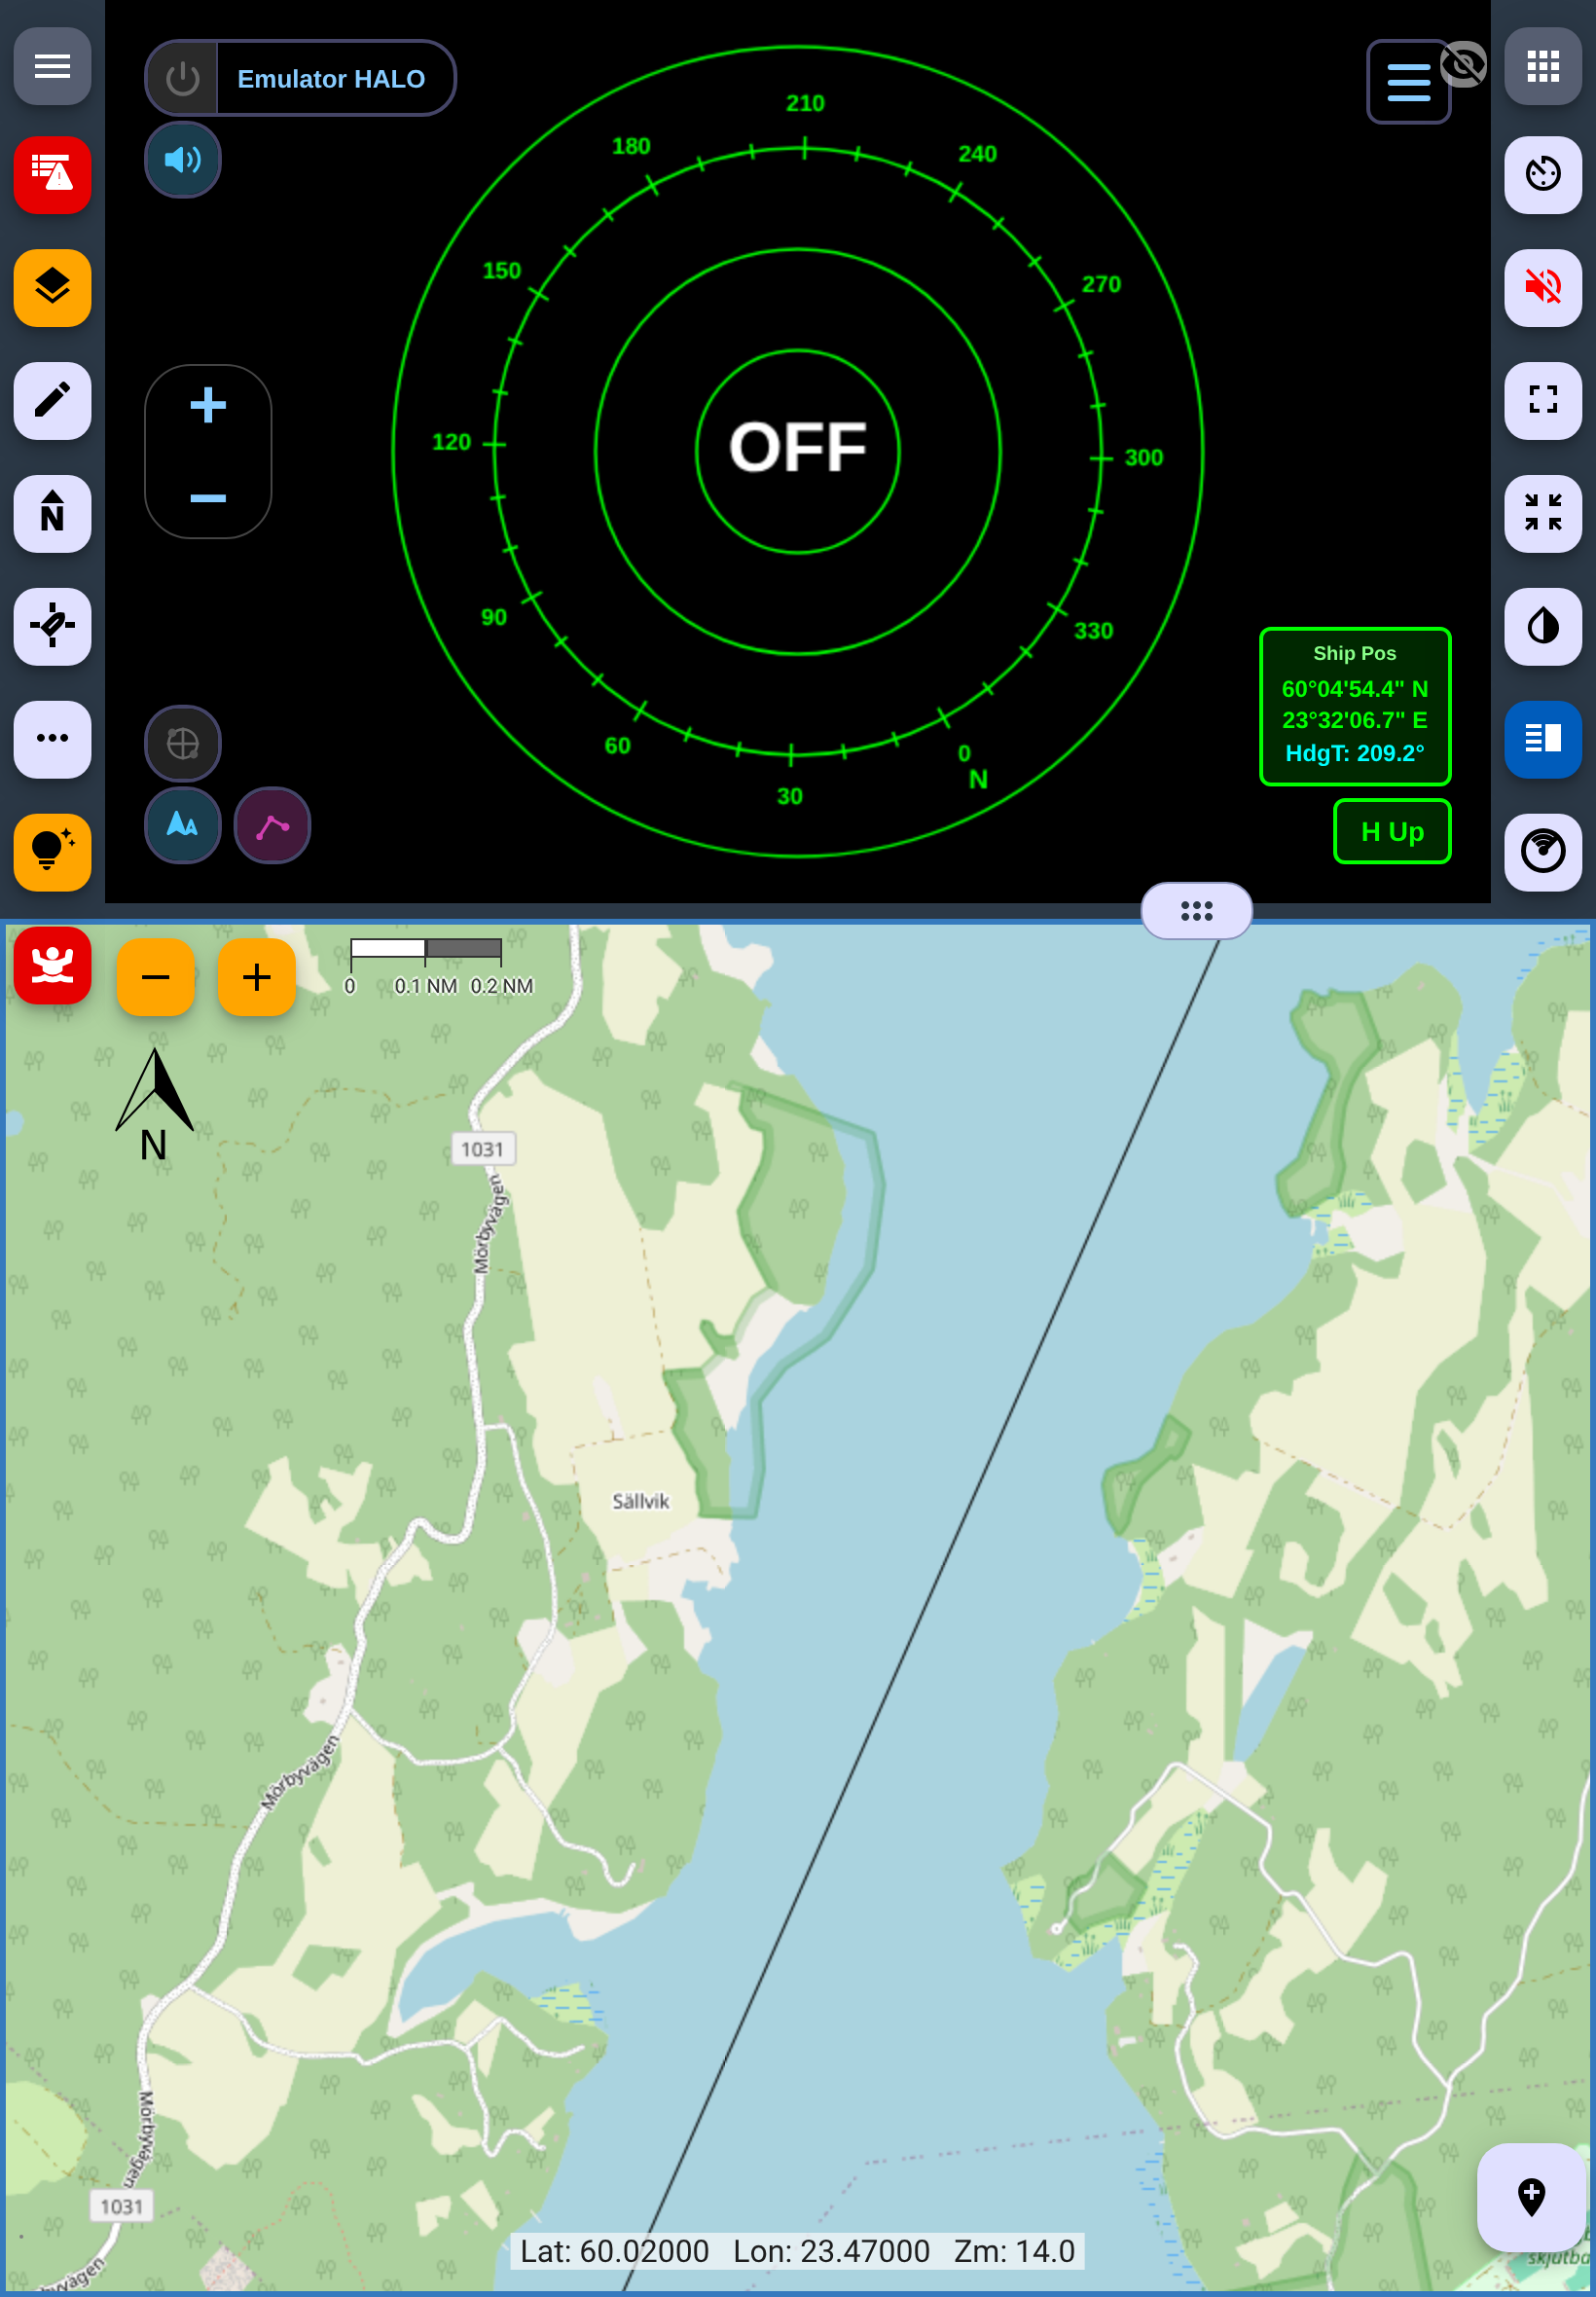 Emulator HALO
210
180
240
150
270
OFF
120
300
90
330
60
0
N
30
Ship Pos
60°04'54.4" N
23°32'06.7" E
HdgT: 209.2°
H Up
N
0 0.1 NM 0.2 NM
N
1031
Mörbyvägen
Sällvik
Mörbyvägen
Mörbyvägen
1031
Lat: 60.02000 Lon: 23.47000 Zm: 14.0